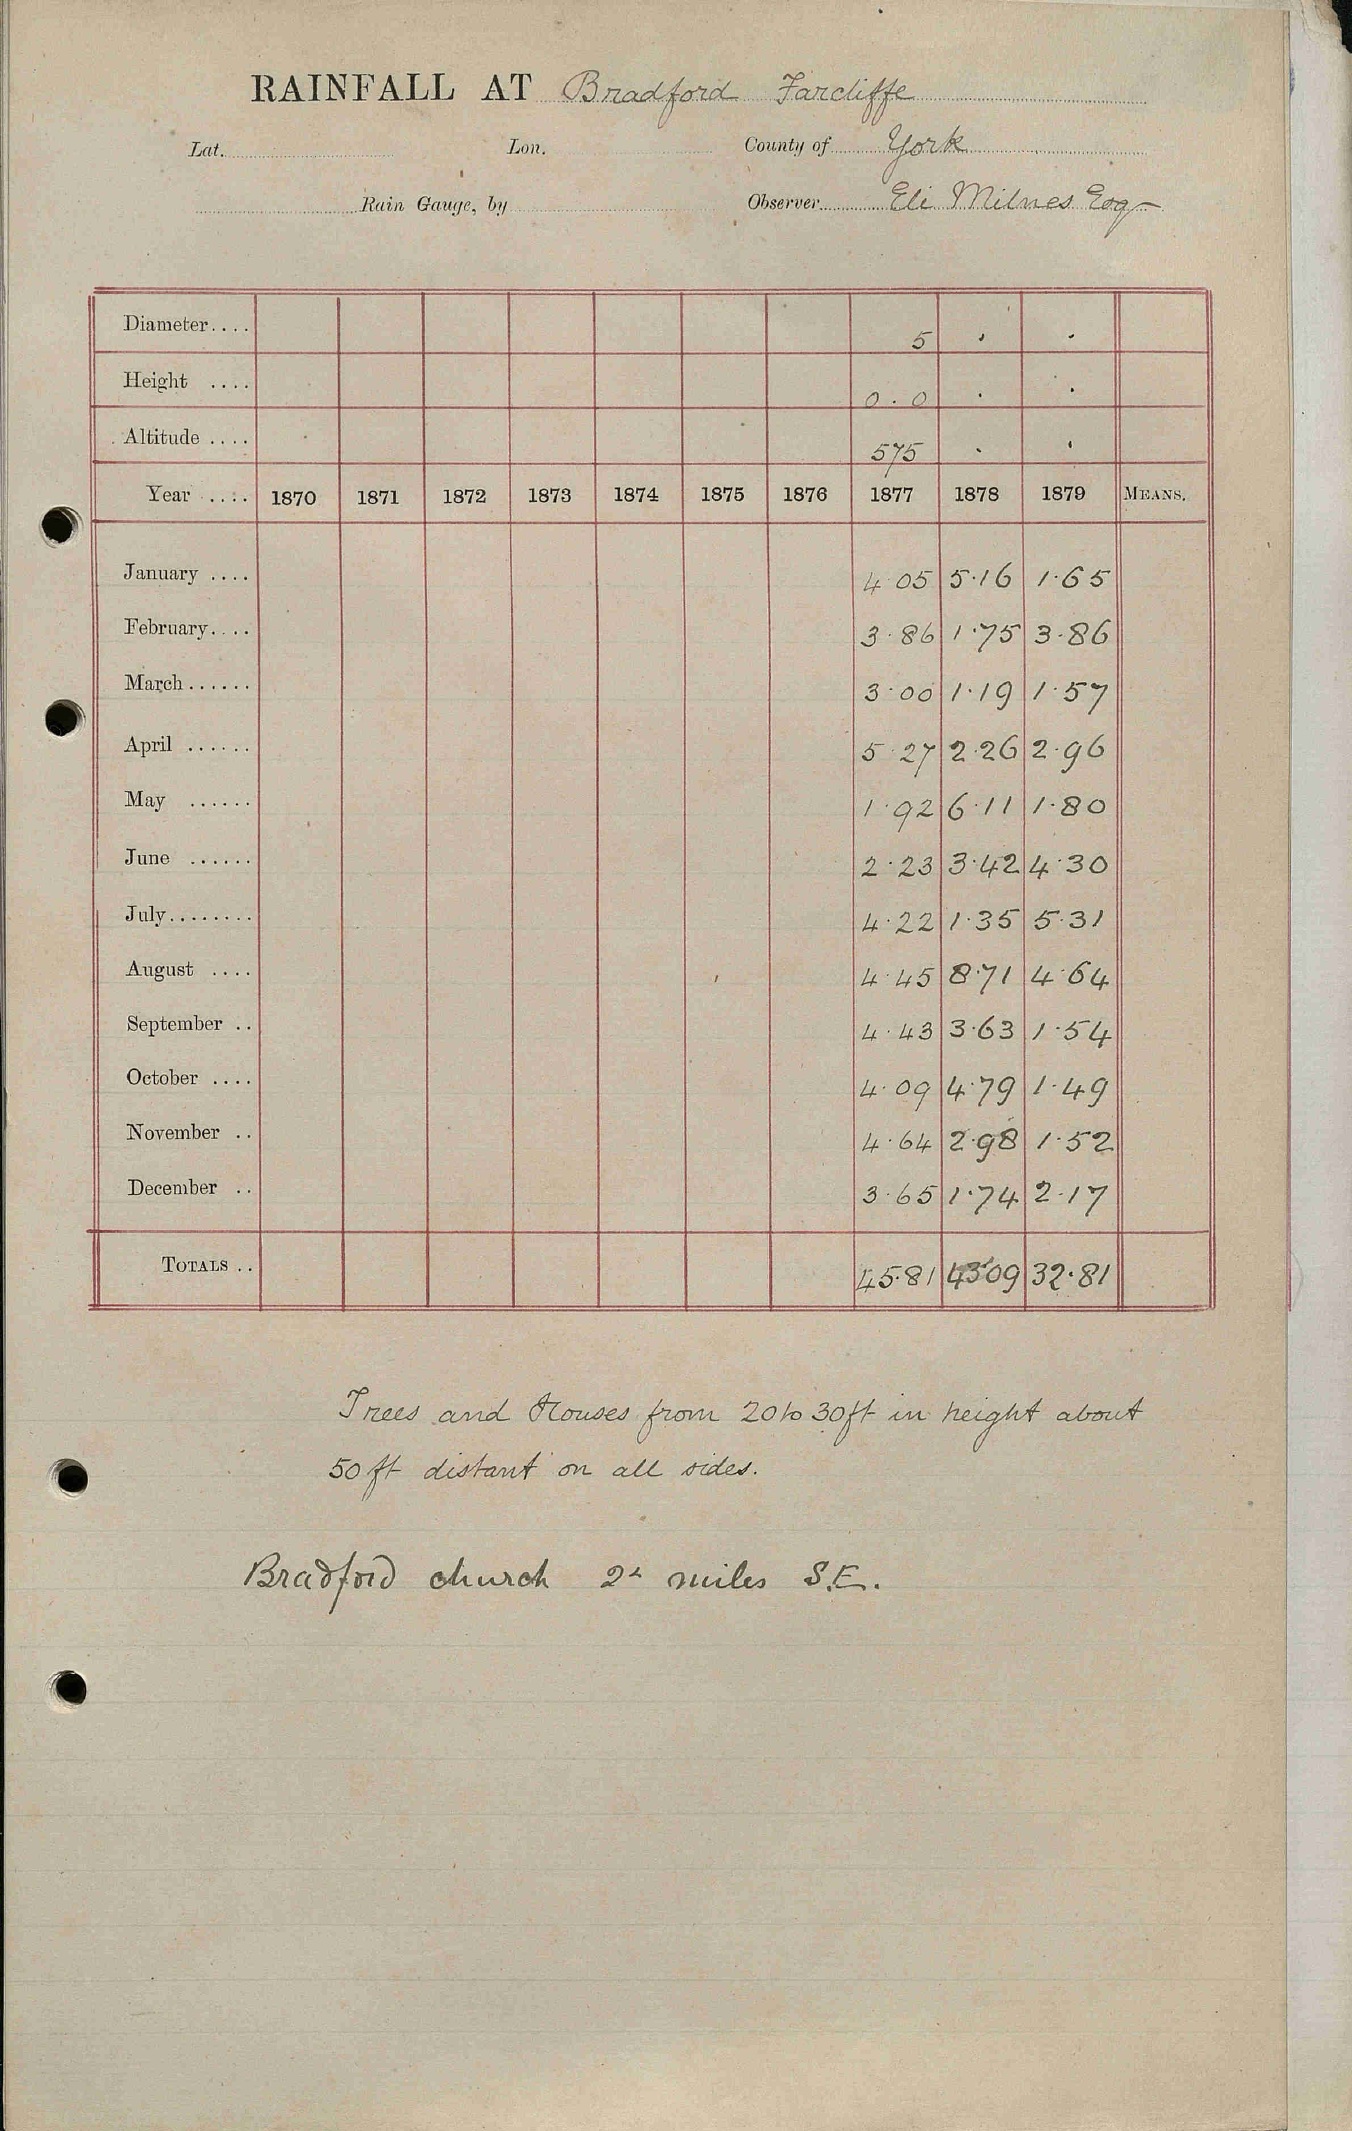 RAINFALL AT Bradford Farcliffe
Lat. Lon. County of York
Rain Gauge, by Observer Eli Milnes Esq
Diameter.... 5 . .
Height .... 0.0 . .
Altitude .... 575 . .
Year .... 1870 1871 1872 1873 1874 1875 1876 1877 1878 1879 MEANS.
January .... 4 05 5.16 1.65
February.... 3.86 1.75 3.86
March...... 3.00 1.19 1.57
April ...... 5.27 2.26 2.96
May ...... 1.92 6.11 1.80
June ...... 2.23 3.42 4.30
July........ 4.22 1.35 5.31
August .... 4.45 8.71 4.64
September .. 4.43 3.63 1.54
October .... 4.09 4.79 1.49
November .. 4.64 2.98 1.52
December .. 3.65 1.74 2.17
TOTALS .. 45.81 43.09 32.81
Trees and Houses from 20 to 30 ft in height about
50 ft distant on all sides.
Bradford church miles S.E.